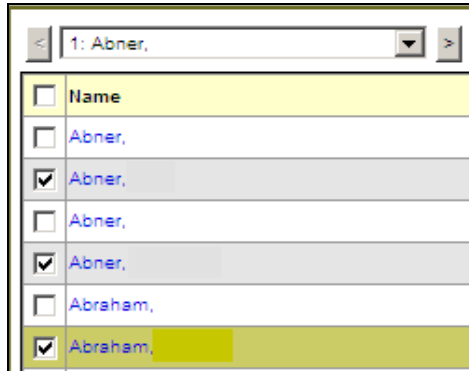 < 1: Abner, >
Name
Abner,
Abner,
Abner,
Abner,
Abraham,
Abraham,